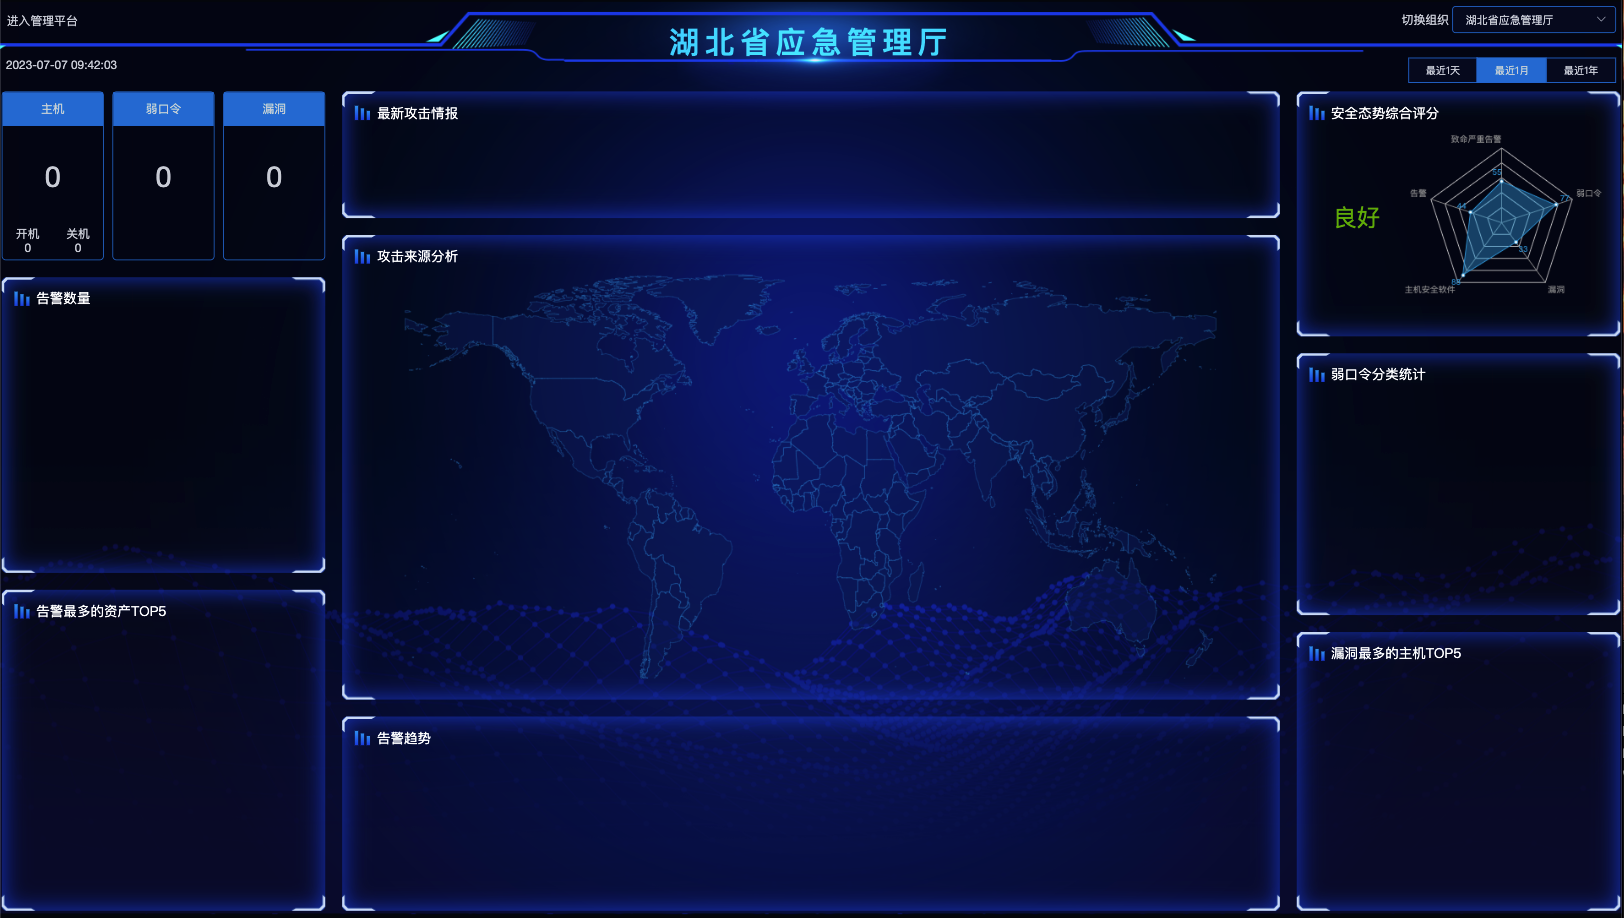 进入管理平台
湖北省应急管理厅
切换组织
湖北省应急管理厅
2023-07-07 09:42:03
最近1天
最近1月
最近1年
主机
0
开机
0
关机
0
弱口令
0
漏洞
0
告警数量
告警最多的资产TOP5
最新攻击情报
攻击来源分析
告警趋势
安全态势综合评分
良好
致命严重告警
55
弱口令
77
漏洞
33
主机安全软件
告警
44
弱口令分类统计
漏洞最多的主机TOP5